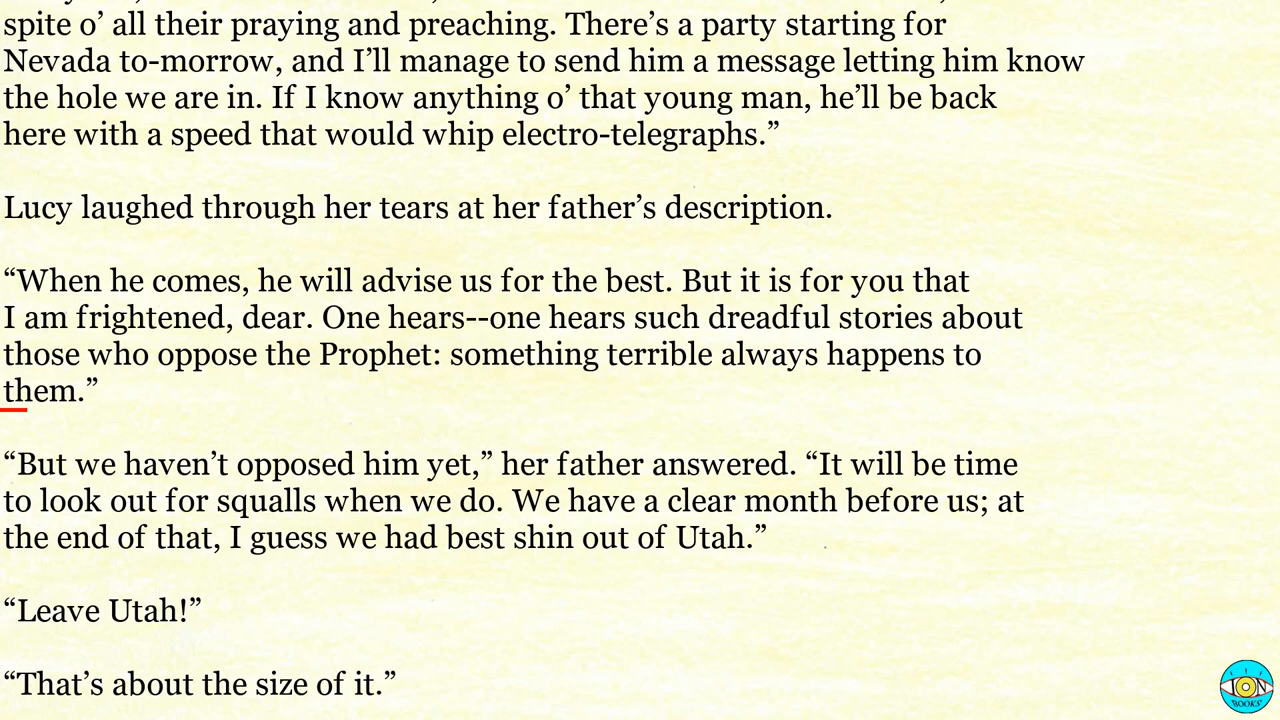 spite o’ all their praying and preaching. There’s a party starting for
Nevada to-morrow, and I’ll manage to send him a message letting him know
the hole we are in. If I know anything o’ that young man, he’ll be back
here with a speed that would whip electro-telegraphs.”
Lucy laughed through her tears at her father’s description.
“When he comes, he will advise us for the best. But it is for you that
I am frightened, dear. One hears--one hears such dreadful stories about
those who oppose the Prophet: something terrible always happens to
them.”
“But we haven’t opposed him yet,” her father answered. “It will be time
to look out for squalls when we do. We have a clear month before us; at
the end of that, I guess we had best shin out of Utah.”
“Leave Utah!”
“That’s about the size of it.”
ION
BOOKS